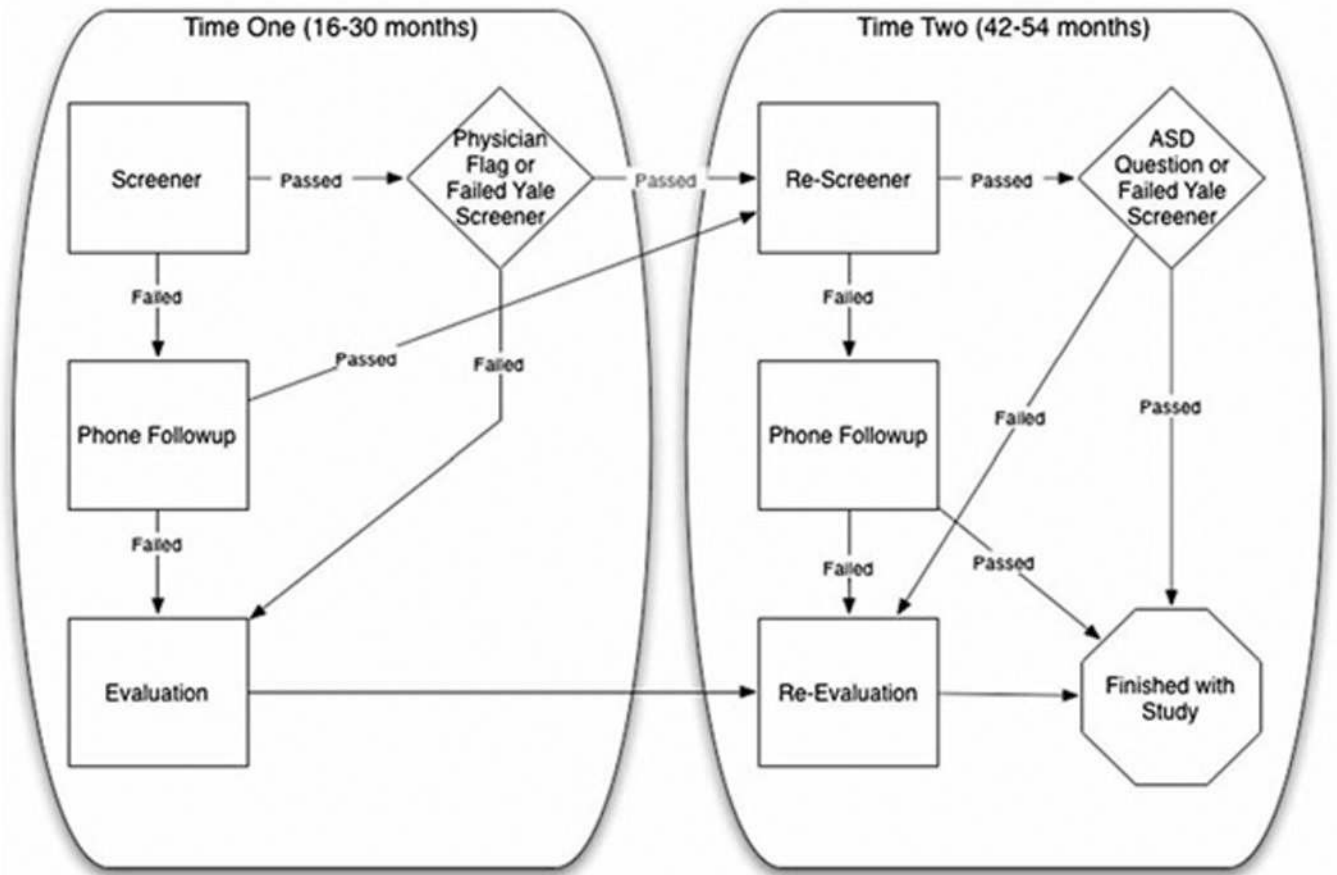 Time One (16-30 months)
Time Two (42-54 months)
Screener
Passed
Physician
Flag or
Failed Yale
Screener
Passed
Re-Screener
Passed
ASD
Question or
Failed Yale
Screener
Failed
Failed
Passed
Failed
Failed
Passed
Phone Followup
Phone Followup
Failed
Failed
Passed
Evaluation
Re-Evaluation
Finished with
Study